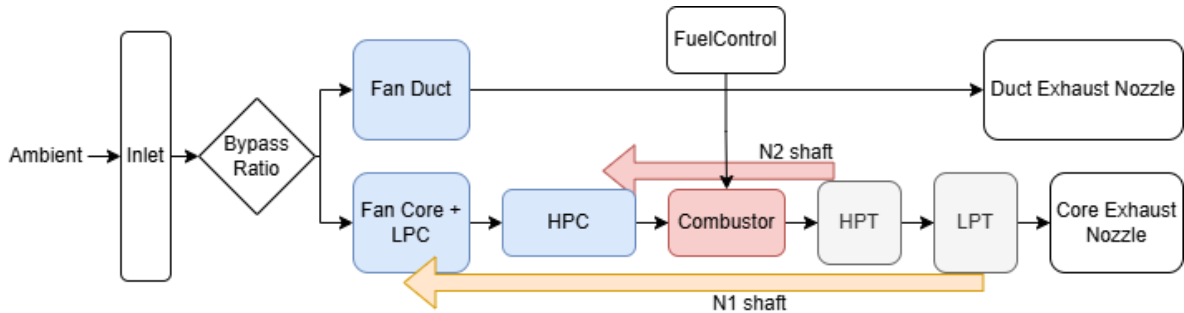 FuelControl
Fan Duct
Duct Exhaust Nozzle
Ambient
Inlet
Bypass
Ratio
N2 shaft
Fan Core +
LPC
HPC
Combustor
HPT
LPT
Core Exhaust
Nozzle
N1 shaft